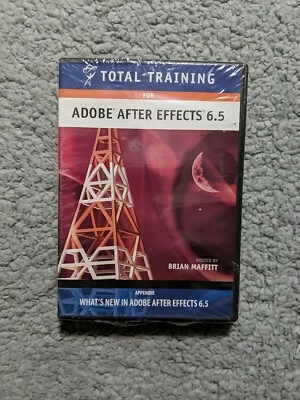 TOTAL TRAINING
FOR
ADOBE® AFTER EFFECTS® 6.5
HOSTED BY
BRIAN MAFFITT
APPENDIX
WHAT'S NEW IN ADOBE AFTER EFFECTS 6.5